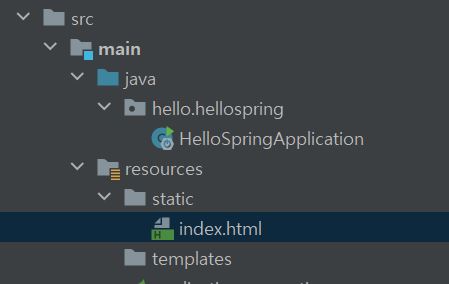 src
main
java
hello.hellospring
HelloSpringApplication
resources
static
index.html
templates